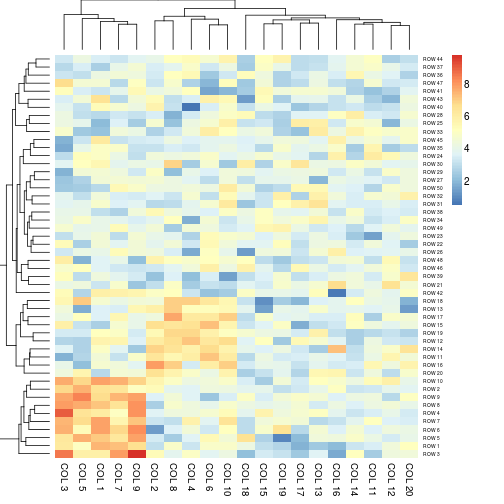 ROW 44
ROW 37
ROW 36
ROW 47
ROW 41
ROW 43
ROW 40
ROW 28
ROW 25
ROW 33
ROW 45
ROW 35
ROW 24
ROW 30
ROW 29
ROW 27
ROW 50
ROW 32
ROW 31
ROW 38
ROW 34
ROW 49
ROW 23
ROW 22
ROW 26
ROW 48
ROW 46
ROW 39
ROW 21
ROW 42
ROW 18
ROW 13
ROW 17
ROW 15
ROW 19
ROW 12
ROW 14
ROW 11
ROW 16
ROW 20
ROW 10
ROW 2
ROW 9
ROW 8
ROW 4
ROW 7
ROW 6
ROW 5
ROW 1
ROW 3
8
6
4
2
COL 3
COL 5
COL 1
COL 7
COL 9
COL 2
COL 8
COL 4
COL 6
COL 10
COL 18
COL 15
COL 19
COL 17
COL 13
COL 16
COL 14
COL 11
COL 12
COL 20